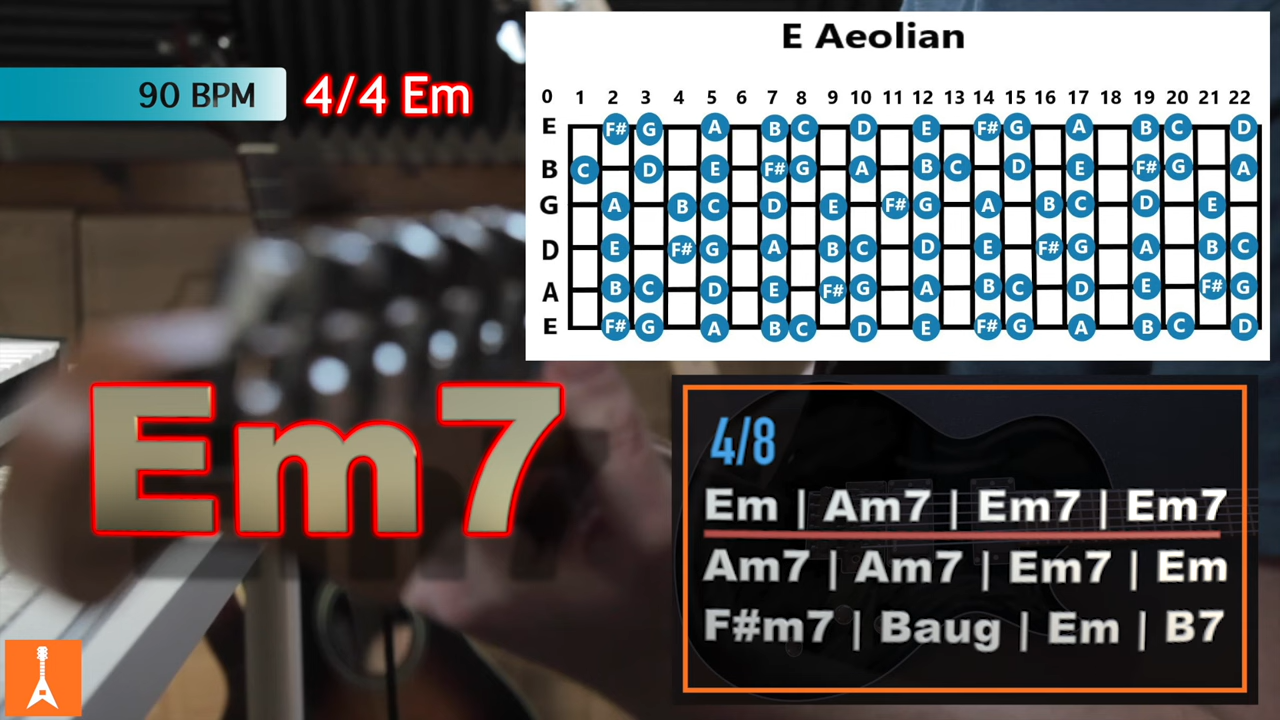 90 BPM 4/4 Em
E Aeolian
0 1 2 3 4 5 6 7 8 9 10 11 12 13 14 15 16 17 18 19 20 21 22
E F# G A B C D E F# G A B C D
B C D E F# G A B C D E F# G A
G A B C D E F# G A B C D E
D E F# G A B C D E F# G A B C
A B C D E F# G A B C D E F# G
E F# G A B C D E F# G A B C D
Em7
4/8
Em | Am7 | Em7 | Em7
Am7 | Am7 | Em7 | Em
F#m7 | Baug | Em | B7